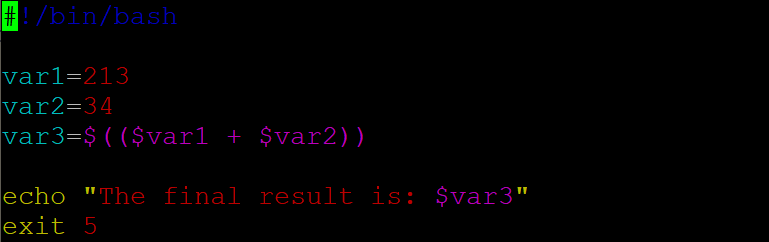 #!/bin/bash
var1=213
var2=34
var3=$(($var1 + $var2))
echo "The final result is: $var3"
exit 5